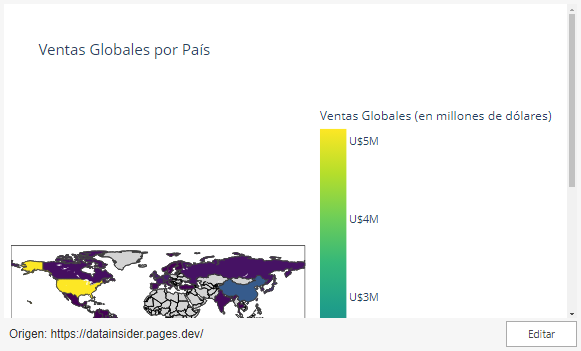 Ventas Globales por País
Ventas Globales (en millones de dólares)
U$5M
U$4M
U$3M
Origen: https://datainsider.pages.dev/
Editar